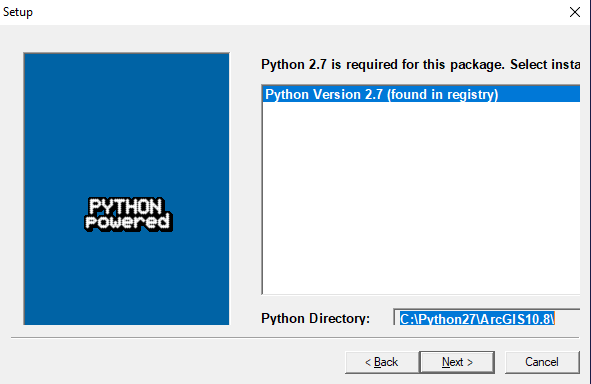 Setup
Python 2.7 is required for this package. Select insta
Python Version 2.7 (found in registry)
PYTHON
powered
Python Directory: C:\Python27\ArcGIS10.8\
< Back Next > Cancel